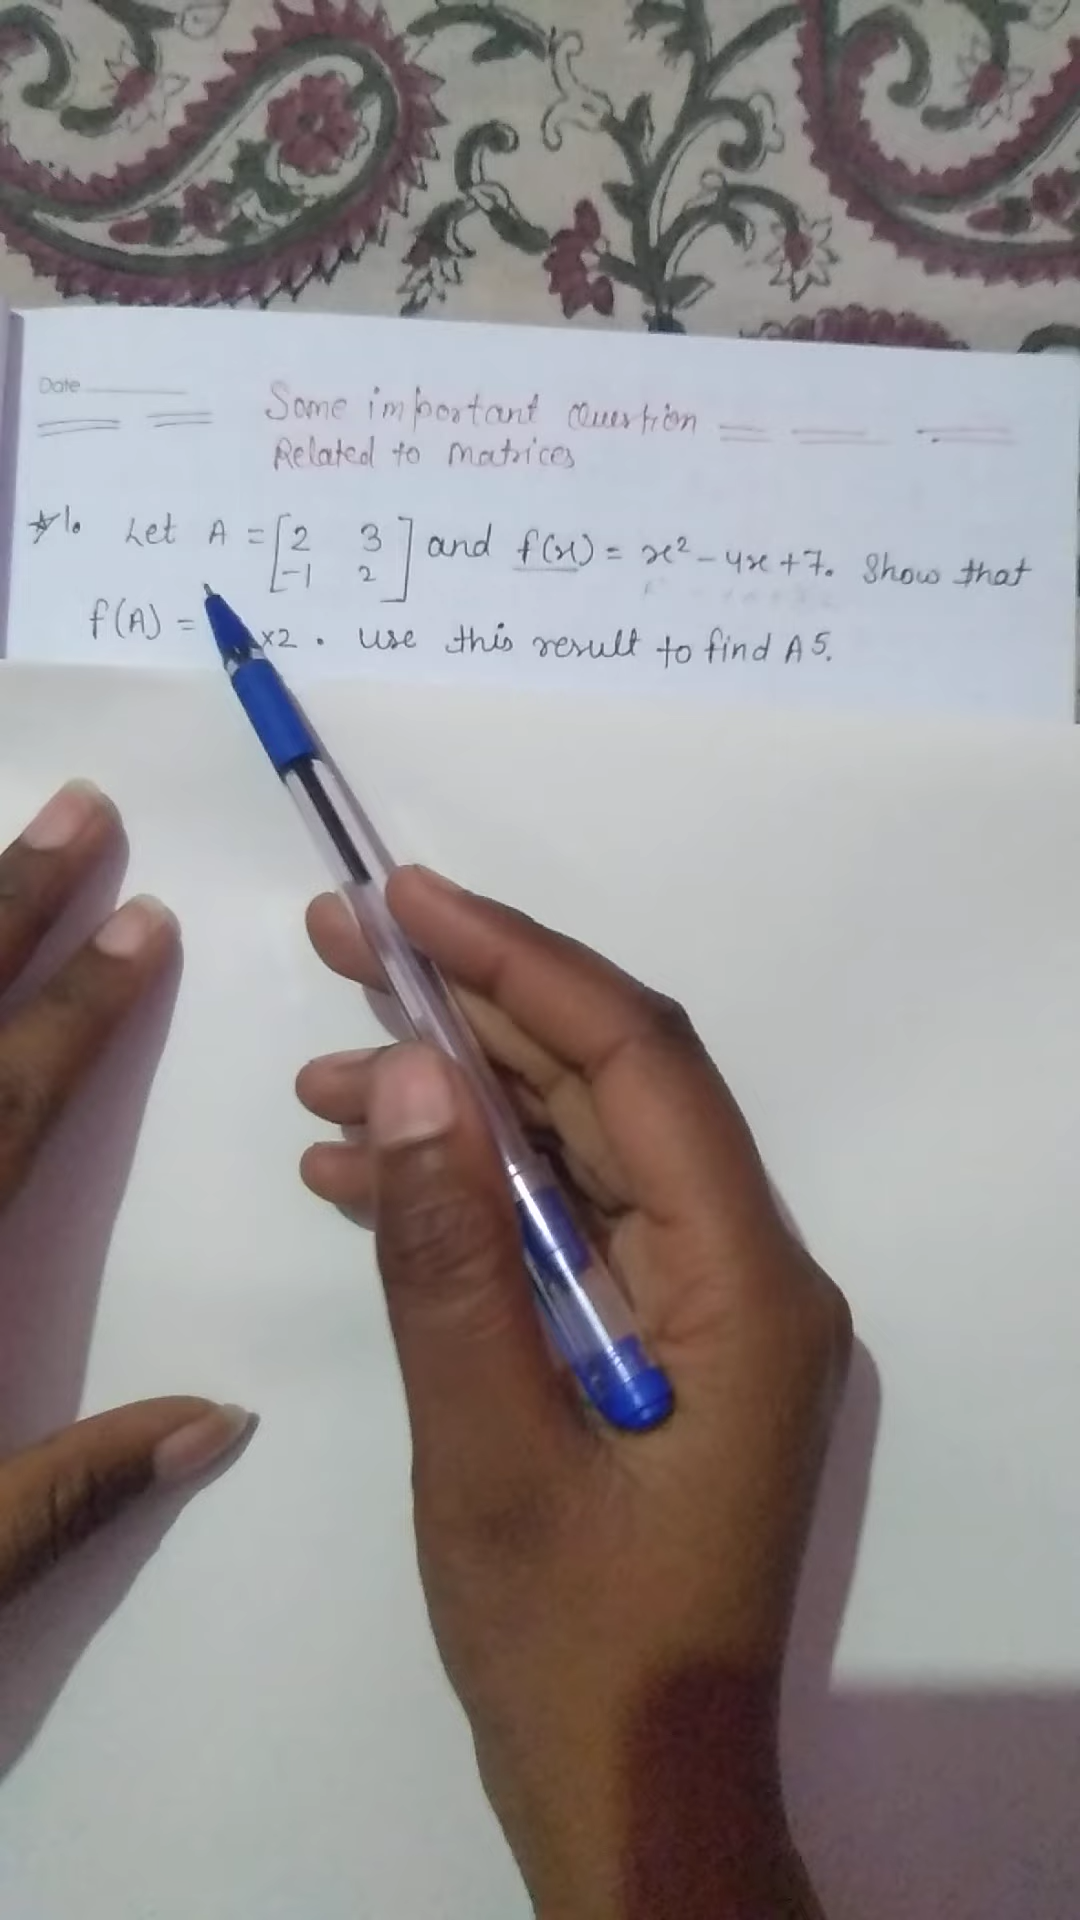 Date
Some important Question
Related to Matrices
1. Let A = [2 3] and f(x) = x² - 4x + 7. Show that
[-1 2]
f(A) = ×2. use this result to find A5.